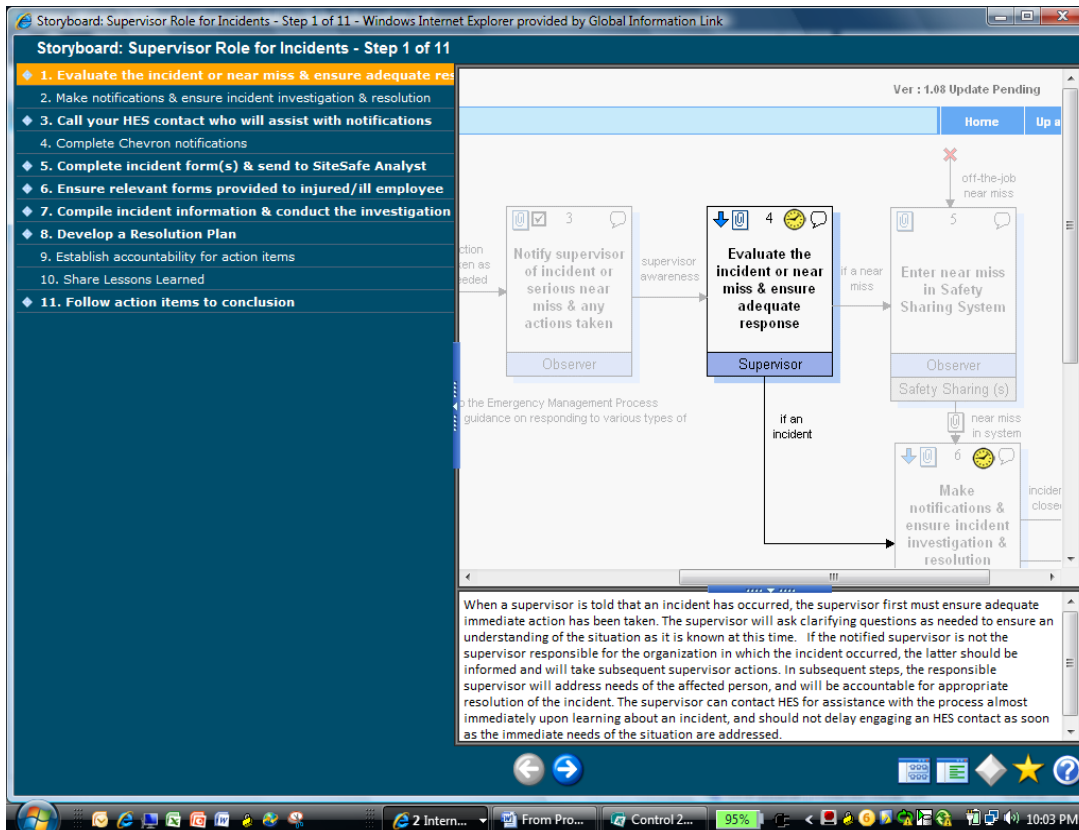 Storyboard: Supervisor Role for Incidents - Step 1 of 11 - Windows Internet Explorer provided by Global Information Link
Storyboard: Supervisor Role for Incidents - Step 1 of 11
1. Evaluate the incident or near miss & ensure adequate res
2. Make notifications & ensure incident investigation & resolution
3. Call your HES contact who will assist with notifications
4. Complete Chevron notifications
5. Complete incident form(s) & send to SiteSafe Analyst
6. Ensure relevant forms provided to injured/ill employee
7. Compile incident information & conduct the investigation
8. Develop a Resolution Plan
9. Establish accountability for action items
10. Share Lessons Learned
11. Follow action items to conclusion
Ver : 1.08 Update Pending
Home
Up a
off-the-job
near miss
ction
en as
eeded
3
Notify supervisor
of incident or
serious near
miss & any
actions taken
Observer
supervisor
awareness
4
Evaluate the
incident or near
miss & ensure
adequate
response
Supervisor
if a near
miss
5
Enter near miss
in Safety
Sharing System
Observer
Safety Sharing (s)
o the Emergency Management Process
guidance on responding to various types of
if an
incident
near miss
in system
6
Make
notifications &
ensure incident
investigation &
resolution
inciden
closed
When a supervisor is told that an incident has occurred, the supervisor first must ensure adequate
immediate action has been taken. The supervisor will ask clarifying questions as needed to ensure an
understanding of the situation as it is known at this time. If the notified supervisor is not the
supervisor responsible for the organization in which the incident occurred, the latter should be
informed and will take subsequent supervisor actions. In subsequent steps, the responsible
supervisor will address needs of the affected person, and will be accountable for appropriate
resolution of the incident. The supervisor can contact HES for assistance with the process almost
immediately upon learning about an incident, and should not delay engaging an HES contact as soon
as the immediate needs of the situation are addressed.
2 Intern...
From Pro...
Control 2...
95%
10:03 PM